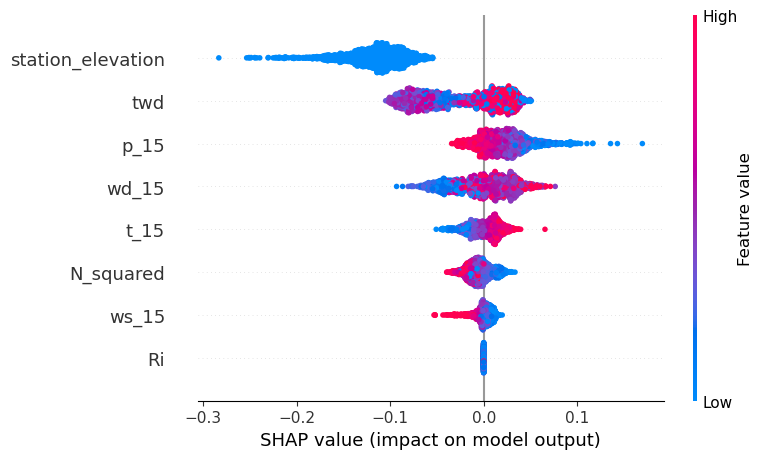 High
station_elevation
twd
p_15
wd_15
t_15
N_squared
ws_15
Ri
Feature value
Low
−0.3 −0.2 −0.1 0.0 0.1
SHAP value (impact on model output)